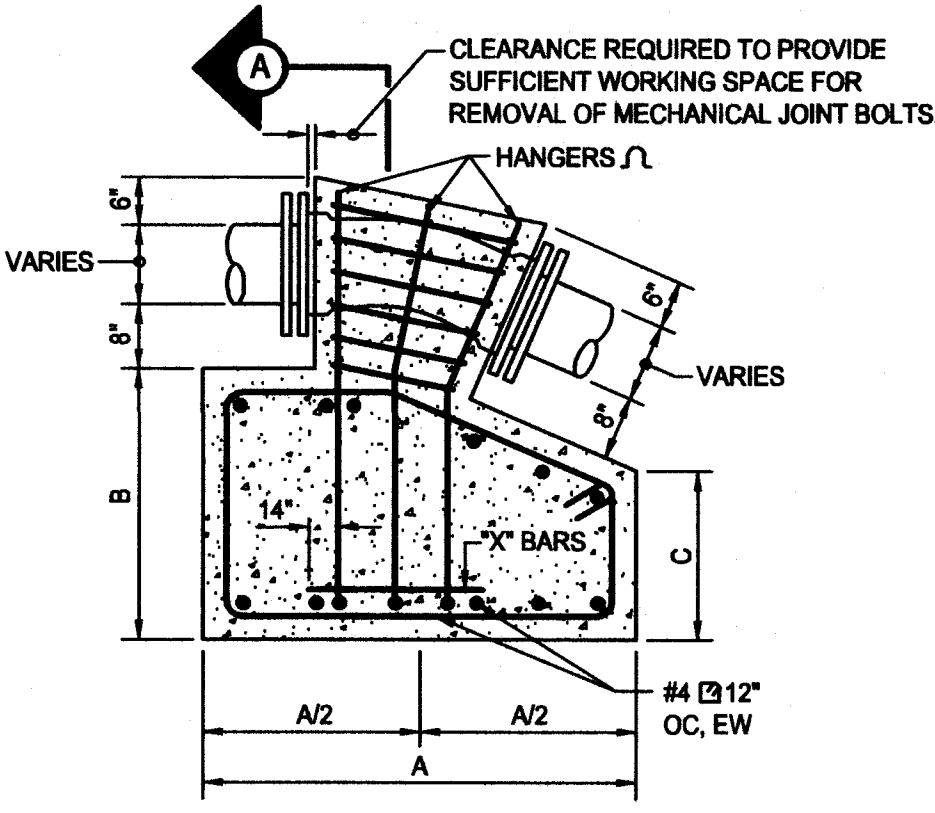 A
CLEARANCE REQUIRED TO PROVIDE
SUFFICIENT WORKING SPACE FOR
REMOVAL OF MECHANICAL JOINT BOLTS
HANGERS
6"
VARIES
8"
6"
VARIES
8"
B
14"
"X" BARS
C
#4 12"
OC, EW
A/2
A/2
A